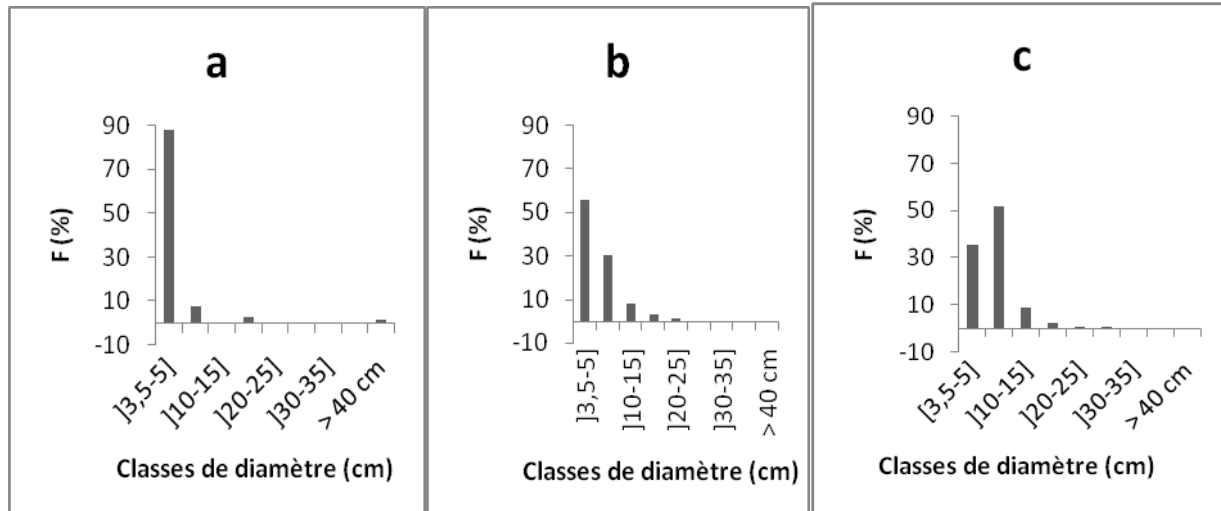 a
90
70
50
30
10
-10
F (%)
]3,5-5]
]10-15]
]20-25]
]30-35]
> 40 cm
Classes de diamètre (cm)
b
90
70
50
30
10
-10
F (%)
]3,5-5]
]10-15]
]20-25]
]30-35]
> 40 cm
Classes de diamètre (cm)
c
90
70
50
30
10
-10
F (%)
]3,5-5]
]10-15]
]20-25]
]30-35]
> 40 cm
Classes de diamètre (cm)